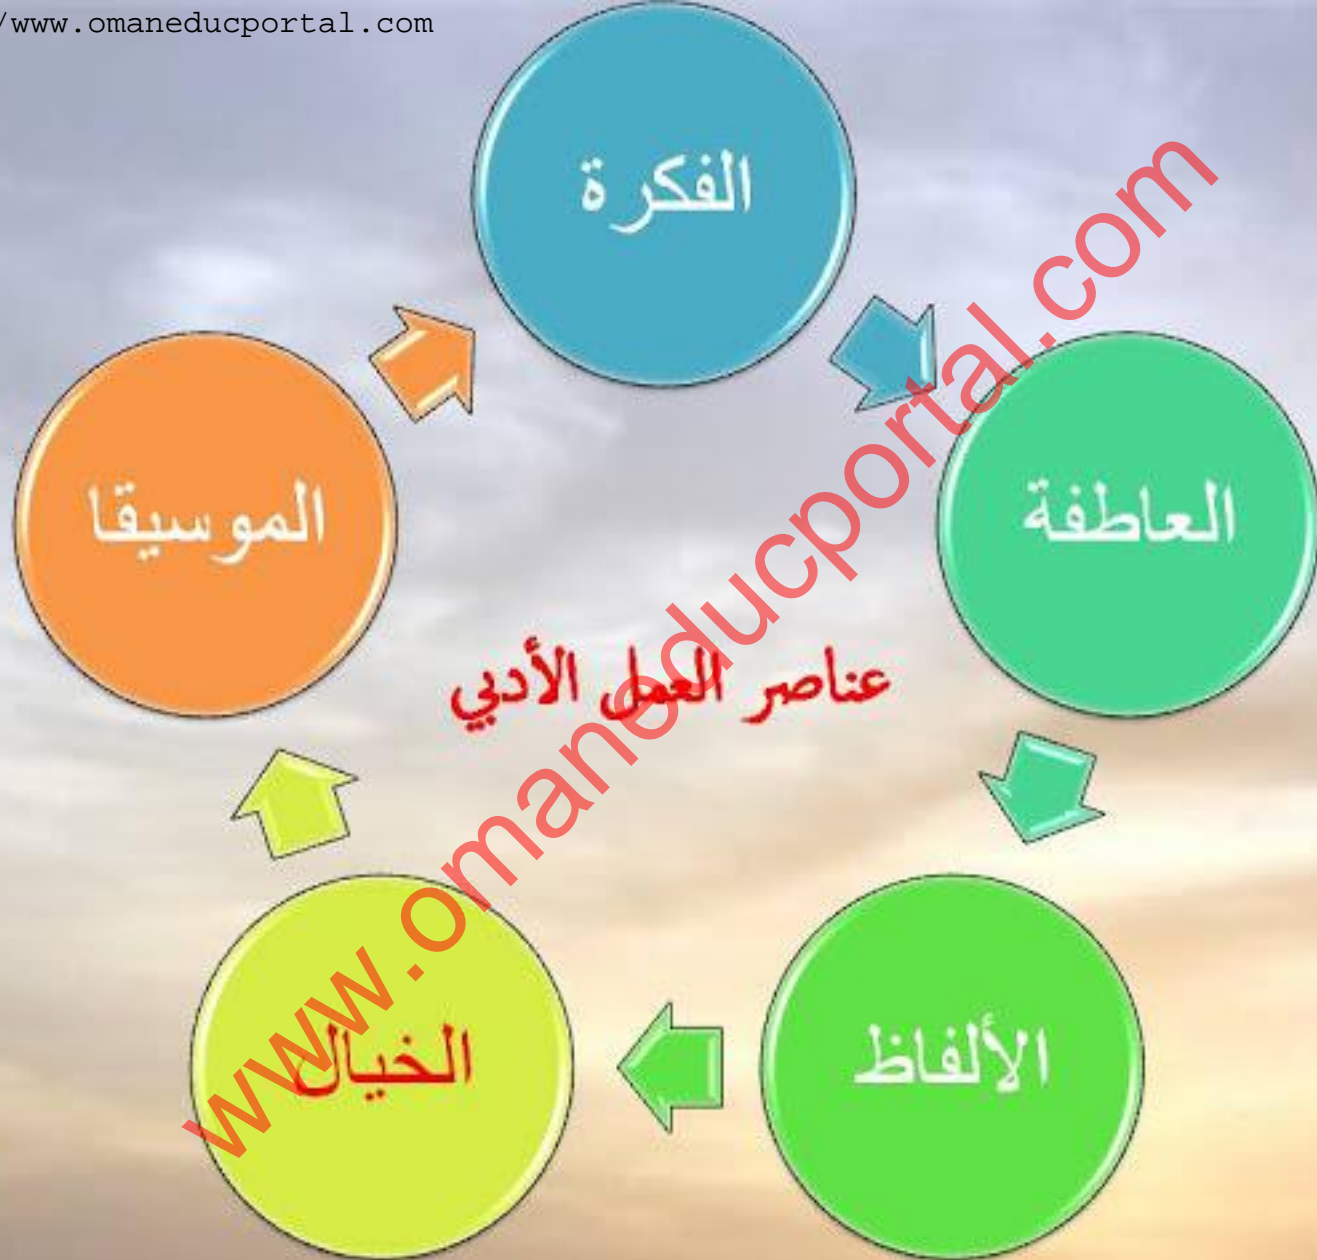 /www.omaneducportal.com
الفكرة
العاطفة
الموسيقا
عناصر العمل الأدبي
الألفاظ
الخيال
www.omaneducportal.com